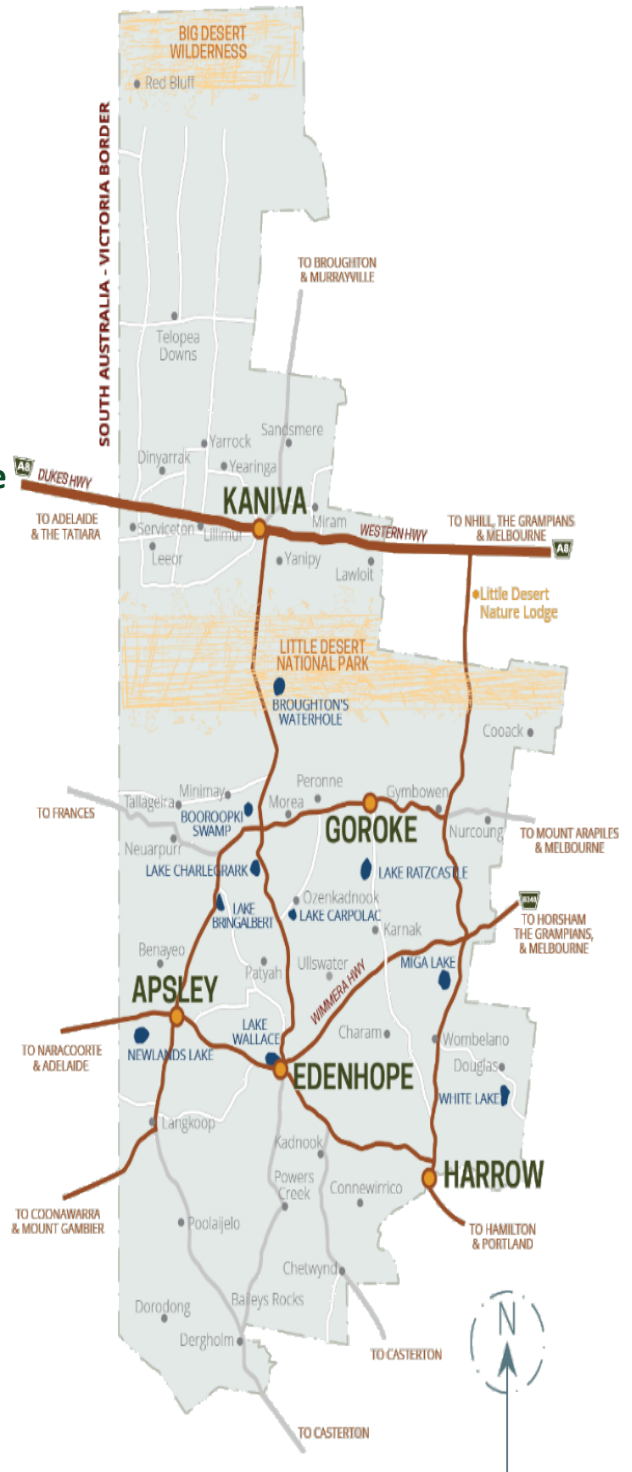 BIG DESERT
WILDERNESS
Red Bluff
SOUTH AUSTRALIA - VICTORIA BORDER
TO BROUGHTON
& MURRAYVILLE
Telopea
Downs
Sandsmere
Yarrock
Dinyarrak
Yearinga
e
A8
DUKES HWY
KANIVA
TO ADELAIDE
& THE TATIARA
Serviceton
Lillimur
Miram
WESTERN HWY
TO NHILL, THE GRAMPIANS
& MELBOURNE
A8
Leeor
Yanipy
Lawloit
Little Desert
Nature Lodge
LITTLE DESERT
NATIONAL PARK
BROUGHTON'S
WATERHOLE
Cooack
Minimay
Peronne
Gymbowen
Tallageira
Morea
TO FRANCES
BOOROOPKI
SWAMP
GOROKE
Nurcoung
TO MOUNT ARAPILES
& MELBOURNE
Neuarpurr
LAKE CHARLEGRARK
LAKE RATZCASTLE
Ozenkadnook
LAKE
BRINGALBERT
LAKE CARPOLAC
Karnak
TO HORSHAM
THE GRAMPIANS,
& MELBOURNE
Benayeo
Patyah
Ullswater
MIGA LAKE
WIMMERA HWY
APSLEY
LAKE
WALLACE
Charam
Wombelano
TO NARACOORTE
& ADELAIDE
NEWLANDS LAKE
EDENHOPE
Douglas
WHITE LAKE
Langkoop
Kadnook
HARROW
Powers
Creek
Connewirrico
TO COONAWARRA
& MOUNT GAMBIER
Poolaijelo
TO HAMILTON
& PORTLAND
Chetwynd
Baileys Rocks
Dorodong
Dergholm
TO CASTERTON
N
TO CASTERTON